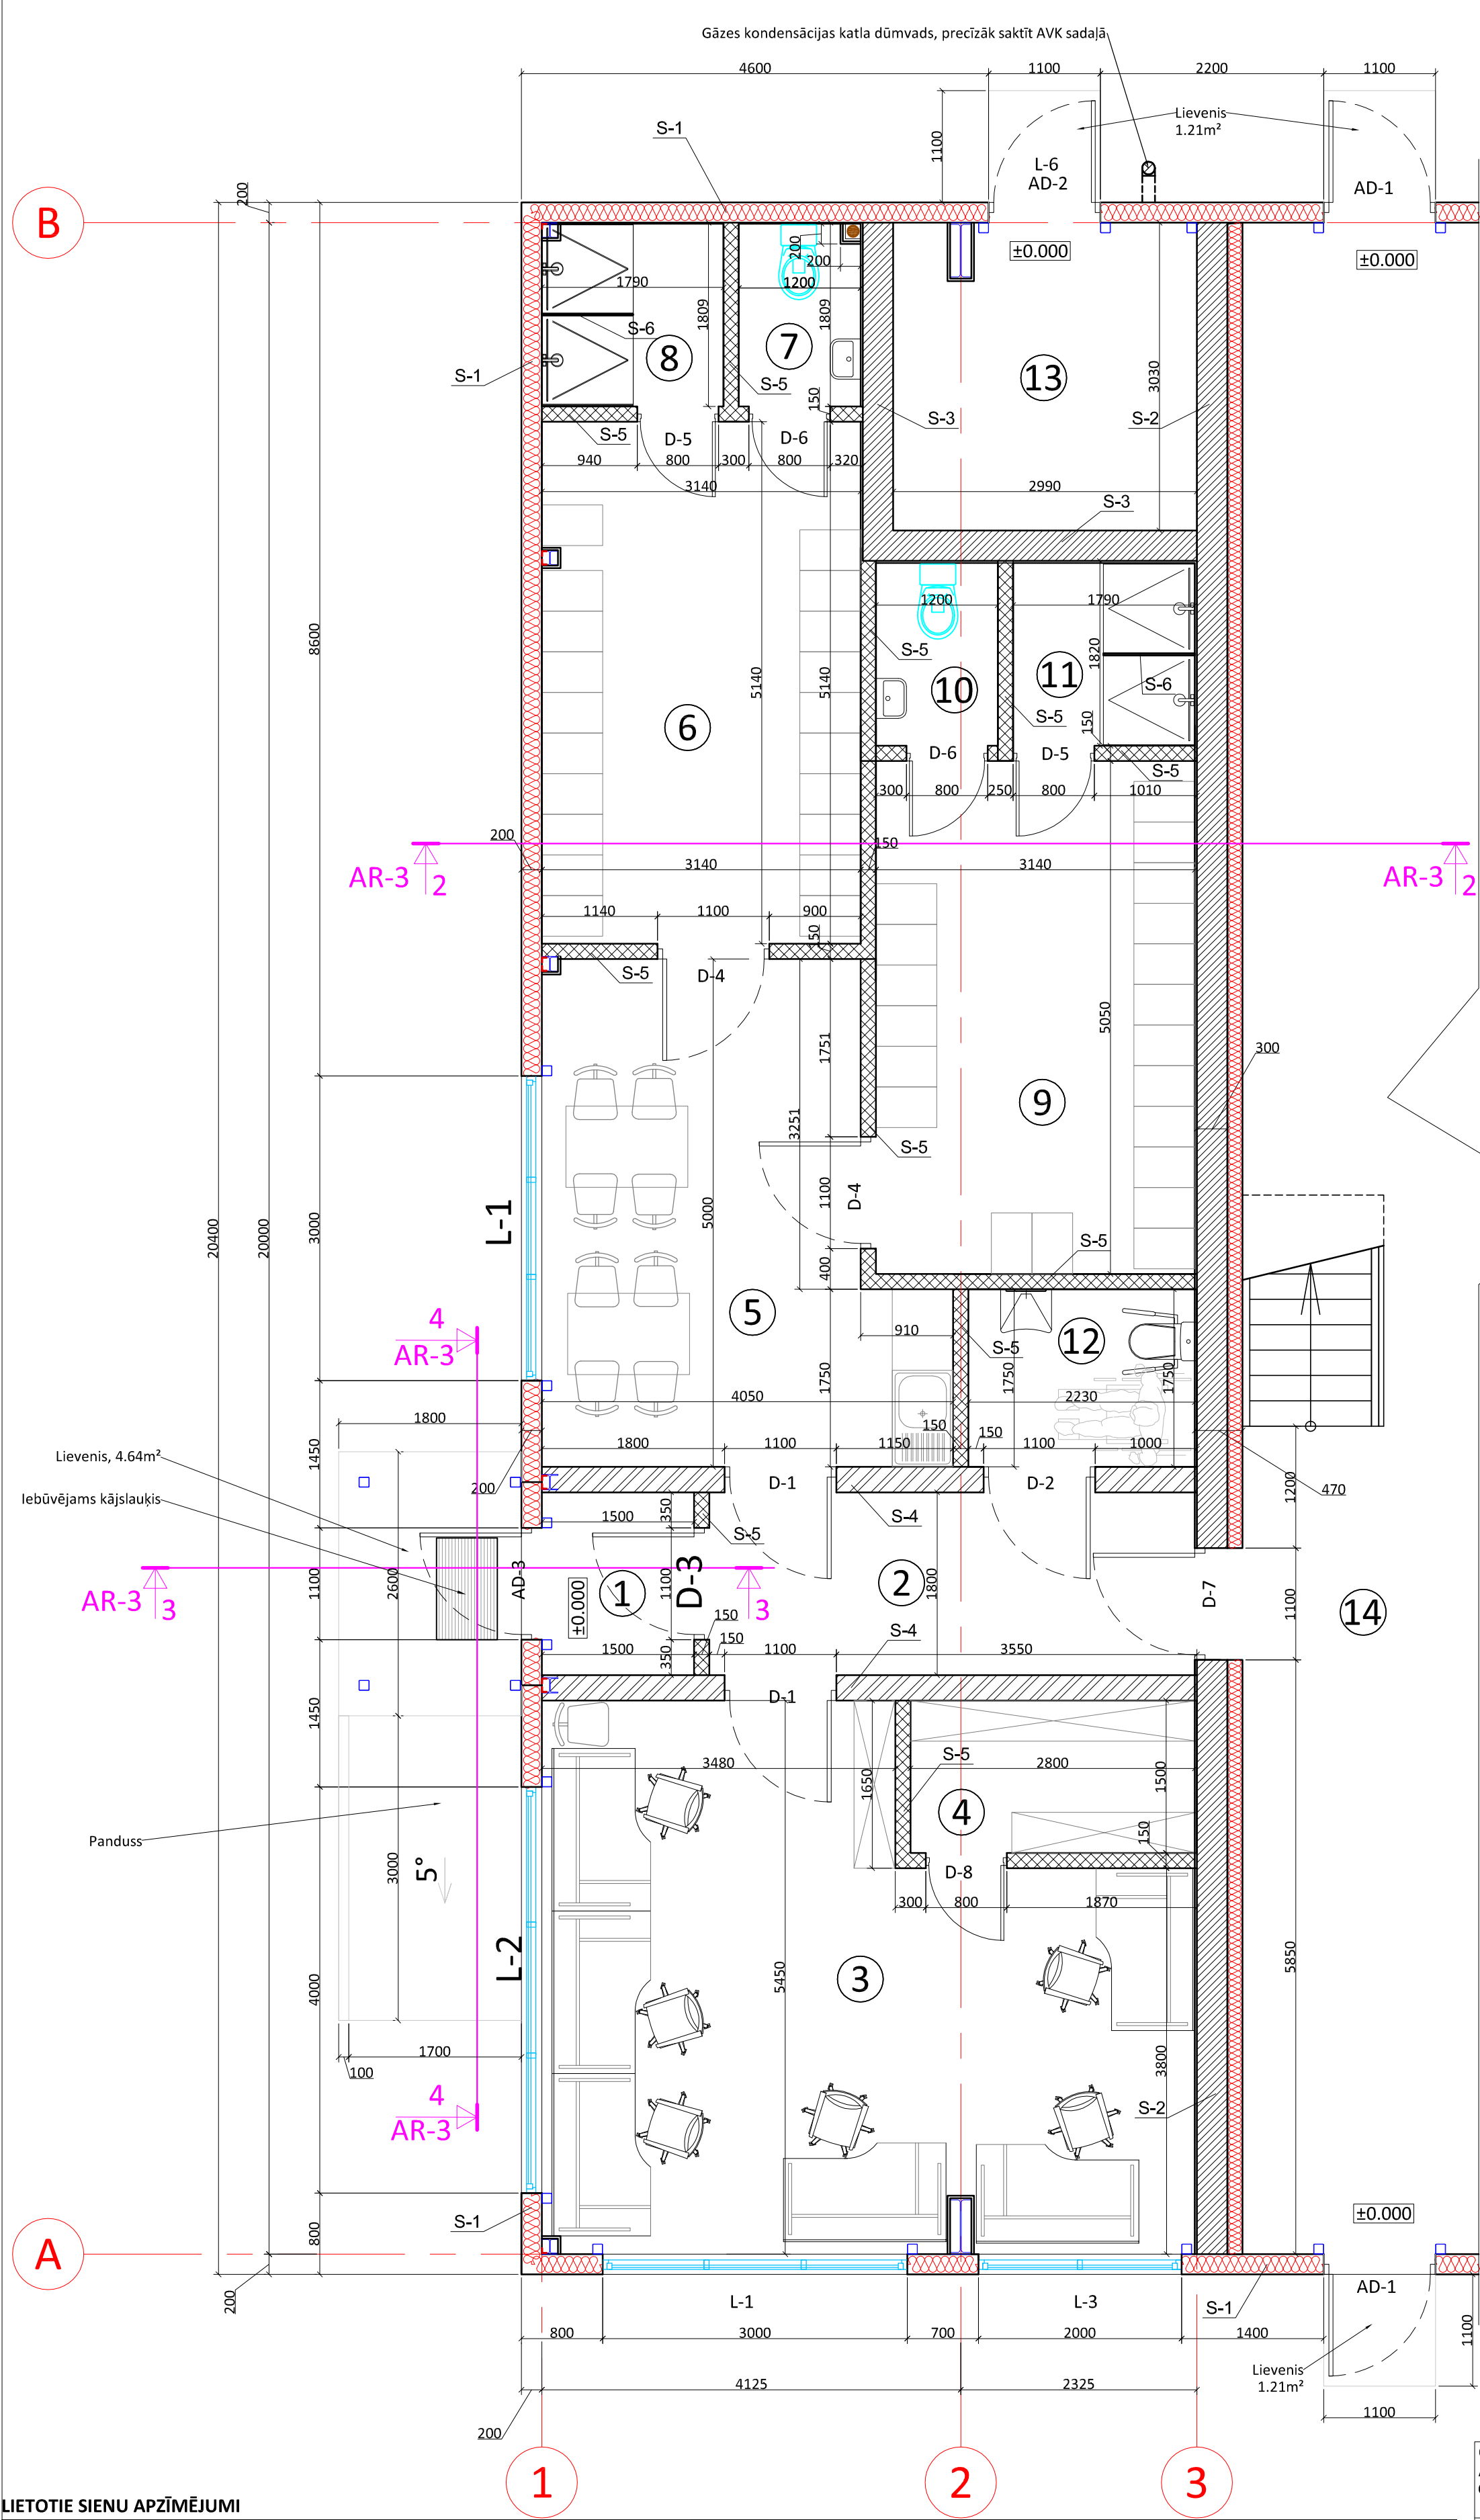 Gāzes kondensācijas katla dūmvads, precīzāk saktīt AVK sadaļā
4600
1100
2200
1100
S-1
1100
Lievenis
1.21m²
L-6
AD-2
AD-1
200
B
±0.000
±0.000
200
200
1790
1200
1809
1809
S-6
8
7
13
3030
S-1
S-5
150
S-3
S-2
S-5
D-5
D-6
940
800
300
800
320
3140
2990
S-3
1200
1790
8600
S-5
1820
5140
5140
10
11
S-6
6
S-5
150
D-6
D-5
S-5
300
800
250
800
1010
200
150
AR-3
2
AR-3
2
3140
3140
1140
1100
900
150
S-5
D-4
1751
5050
300
9
3251
S-5
20400
20000
3000
L-1
5000
1100
D-4
S-5
400
4
AR-3
5
910
S-5
12
1750
1750
1750
4050
2230
1800
Lievenis, 4.64m²
1450
1800
1100
1150
150
150
1100
1000
Iebūvējams kājslauķis
200
D-1
D-2
1200
470
1500
350
S-5
S-4
AR-3
3
1100
2600
AD-3
±0.000
1
1100
D-3
3
2
1800
D-7
1100
14
150
150
S-4
1500
350
1100
3550
1450
D-1
3480
S-5
2800
1650
4
1500
Panduss
150
3000
5°
D-8
300
800
1870
L-2
4000
3
5450
5850
1700
100
3800
4
AR-3
S-2
S-1
±0.000
A
800
200
L-1
L-3
S-1
AD-1
800
3000
700
2000
1400
1100
Lievenis
1.21m²
4125
2325
1100
200
1
2
3
LIETOTIE SIENU APZĪMĒJUMI